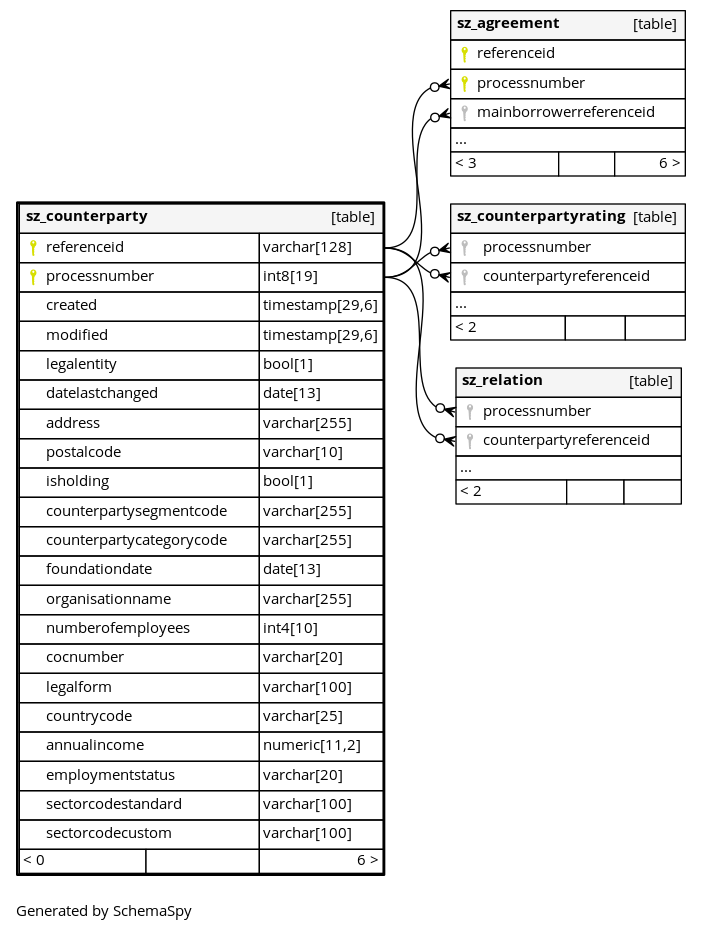 sz_agreement [table]
referenceid
processnumber
mainborrowerreferenceid
...
< 3 6 >
sz_counterparty [table]
referenceid varchar[128]
processnumber int8[19]
created timestamp[29,6]
modified timestamp[29,6]
legalentity bool[1]
datelastchanged date[13]
address varchar[255]
postalcode varchar[10]
isholding bool[1]
counterpartysegmentcode varchar[255]
counterpartycategorycode varchar[255]
foundationdate date[13]
organisationname varchar[255]
numberofemployees int4[10]
cocnumber varchar[20]
legalform varchar[100]
countrycode varchar[25]
annualincome numeric[11,2]
employmentstatus varchar[20]
sectorcodestandard varchar[100]
sectorcodecustom varchar[100]
< 0 6 >
sz_counterpartyrating [table]
processnumber
counterpartyreferenceid
...
< 2
sz_relation [table]
processnumber
counterpartyreferenceid
...
< 2
Generated by SchemaSpy